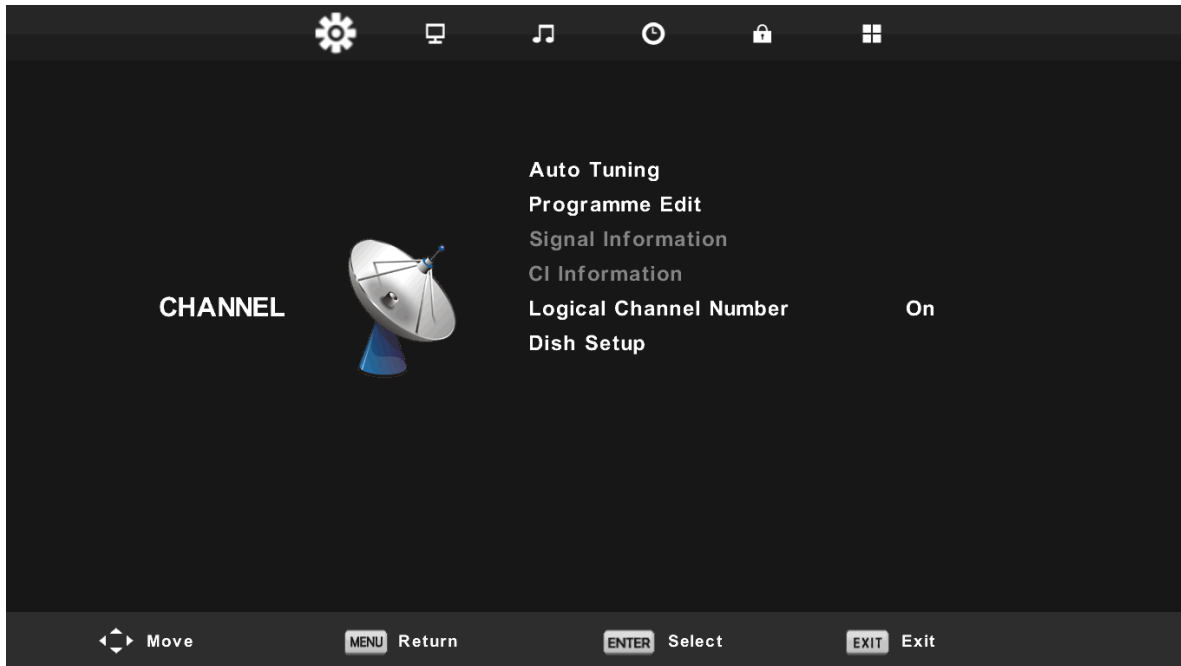 Auto Tuning
Programme Edit
Signal Information
CI Information
CHANNEL
Logical Channel Number On
Dish Setup
Move MENU Return ENTER Select EXIT Exit